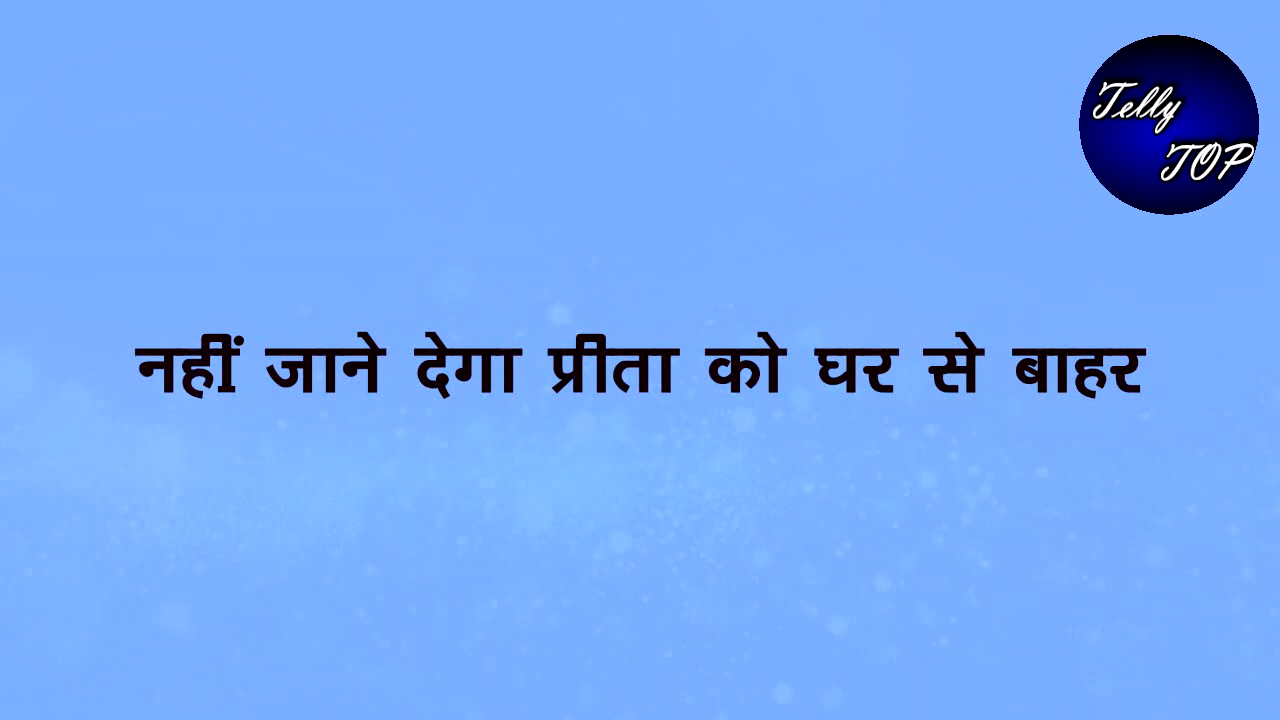 Telly
TOP
नहीं जाने देगा प्रीता को घर से बाहर